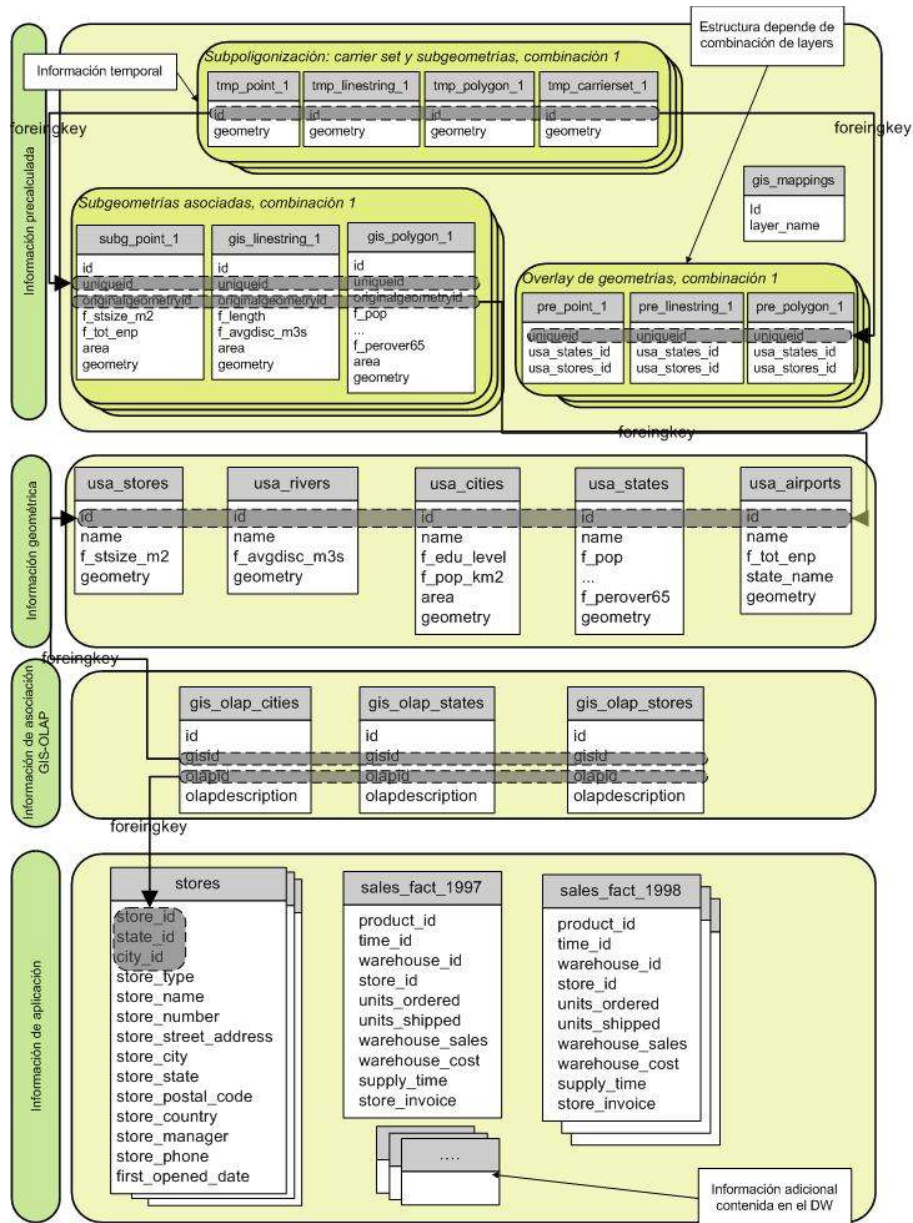 Estructura depende de
combinación de layers
Subpoligonización: carrier set y subgeometrías, combinación 1
Información temporal
tmp_point_1
id
geometry
tmp_linestring_1
id
geometry
tmp_polygon_1
id
geometry
tmp_carrierset_1
id
geometry
foreingkey
foreingkey
Información precalculada
gis_mappings
Id
layer_name
Subgeometrías asociadas, combinación 1
subg_point_1
id
uniqueid
originalgeometryid
f_stsize_m2
f_tot_enp
area
geometry
gis_linestring_1
id
uniqueid
originalgeometryid
f_length
f_avgdisc_m3s
area
geometry
gis_polygon_1
id
uniqueid
originalgeometryid
f_pop
...
f_perover65
area
geometry
Overlay de geometrías, combinación 1
pre_point_1
uniqueid
usa_states_id
usa_stores_id
pre_linestring_1
uniqueid
usa_states_id
usa_stores_id
pre_polygon_1
uniqueid
usa_states_id
usa_stores_id
foreingkey
Información geométrica
usa_stores
id
name
f_stsize_m2
geometry
usa_rivers
id
name
f_avgdisc_m3s
geometry
usa_cities
id
name
f_edu_level
f_pop_km2
area
geometry
usa_states
id
name
f_pop
...
f_perover65
geometry
usa_airports
id
name
f_tot_enp
state_name
geometry
foreingkey
Información de asociación
GIS-OLAP
gis_olap_cities
id
gisid
olapid
olapdescription
gis_olap_states
id
gisid
olapid
olapdescription
gis_olap_stores
id
gisid
olapid
olapdescription
foreingkey
Información de aplicación
stores
store_id
state_id
city_id
store_type
store_name
store_number
store_street_address
store_city
store_state
store_postal_code
store_country
store_manager
store_phone
first_opened_date
sales_fact_1997
product_id
time_id
warehouse_id
store_id
units_ordered
units_shipped
warehouse_sales
warehouse_cost
supply_time
store_invoice
sales_fact_1998
product_id
time_id
warehouse_id
store_id
units_ordered
units_shipped
warehouse_sales
warehouse_cost
supply_time
store_invoice
....
Información adicional
contenida en el DW